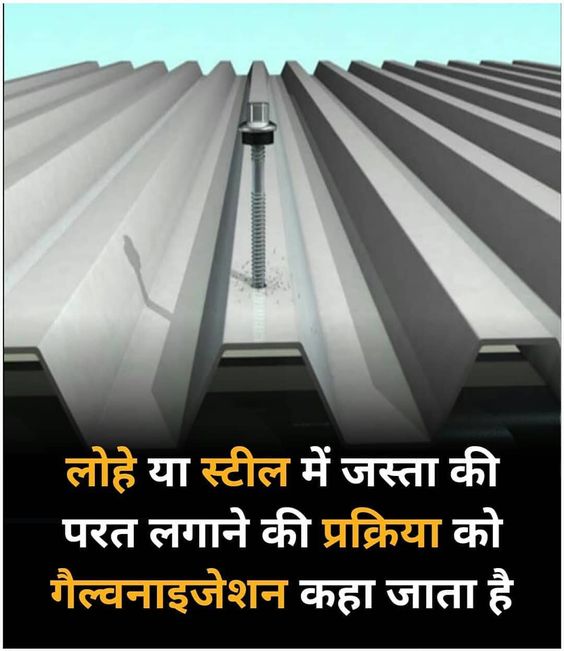 लोहे या स्टील में जस्ता की
परत लगाने की प्रक्रिया को
गैल्वनाइजेशन कहा जाता है